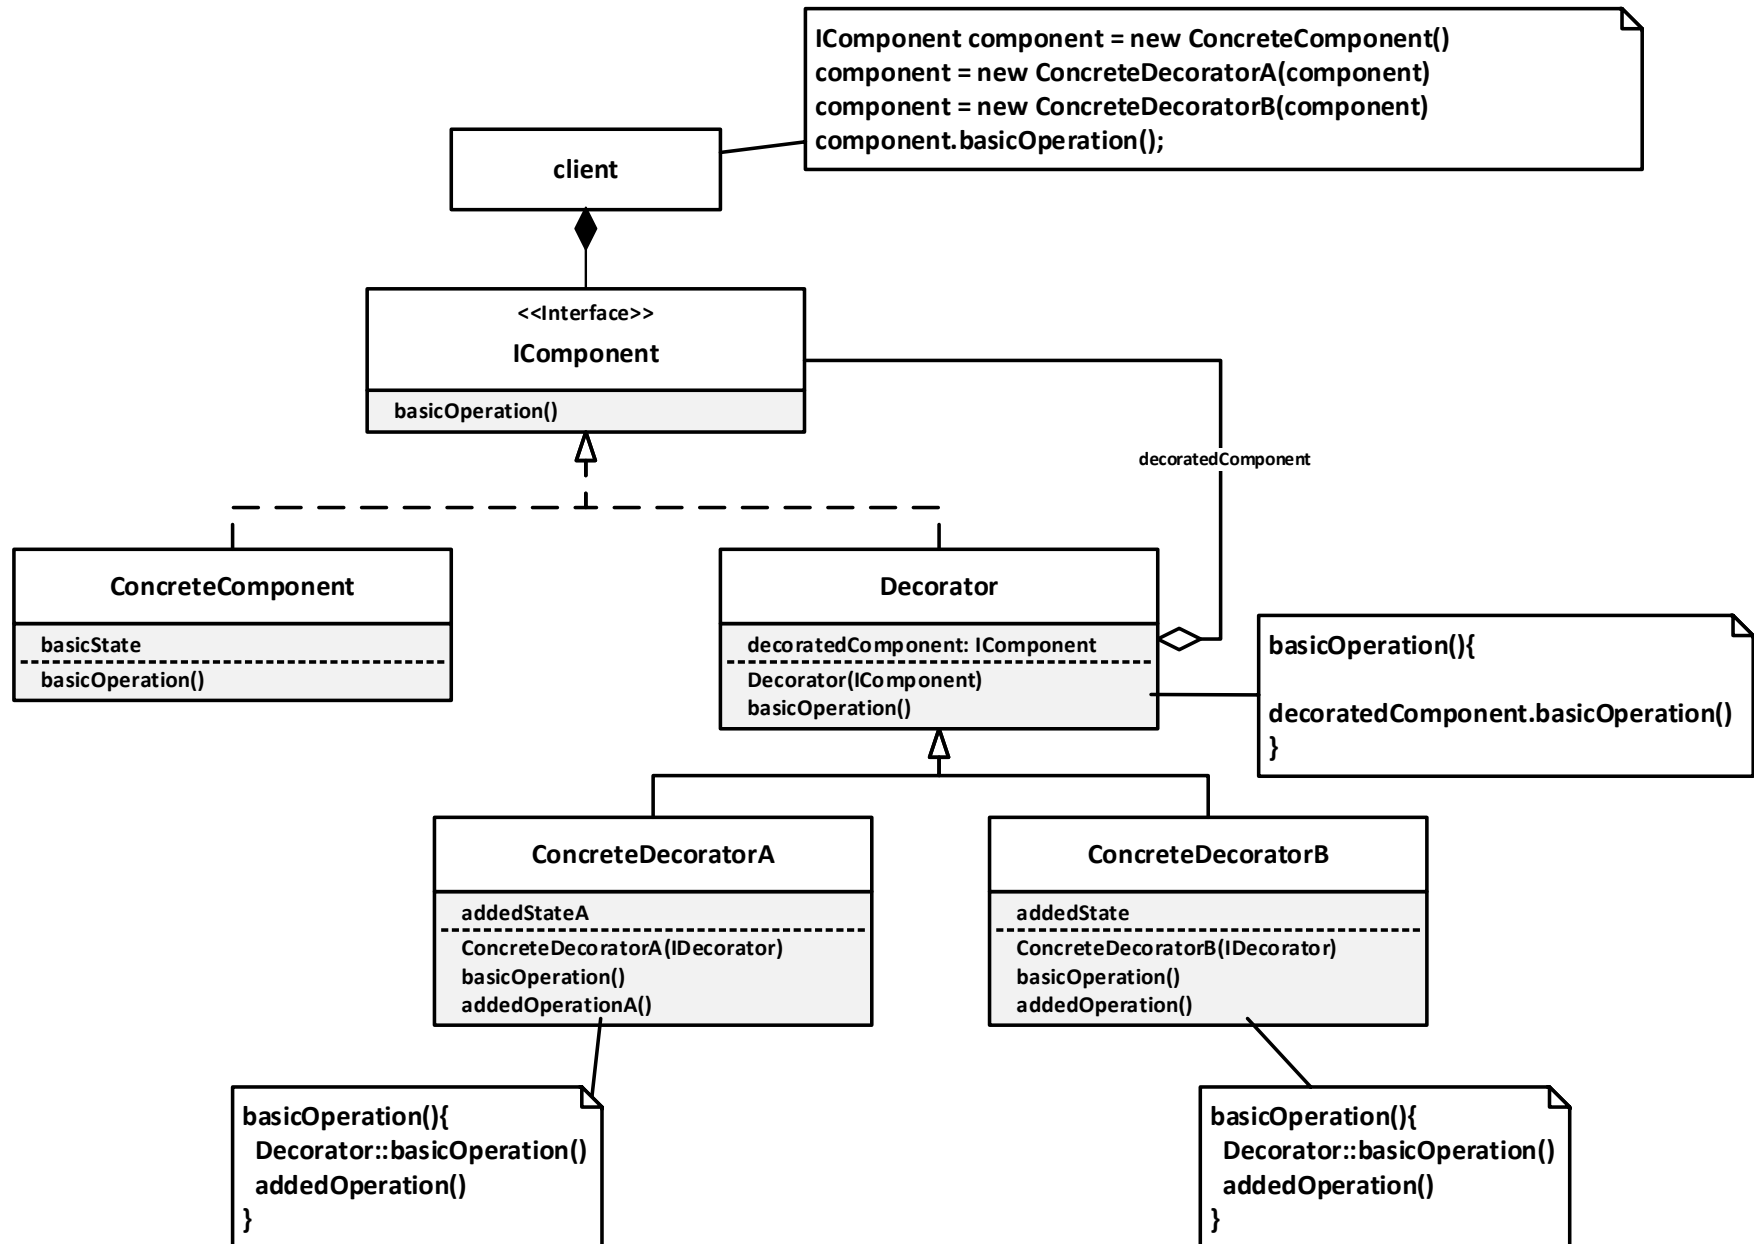 IComponent component = new ConcreteComponent()
component = new ConcreteDecoratorA(component)
component = new ConcreteDecoratorB(component)
component.basicOperation();
client
<<Interface>>
IComponent
basicOperation()
decoratedComponent
ConcreteComponent
basicState
basicOperation()
Decorator
decoratedComponent: IComponent
Decorator(IComponent)
basicOperation()
basicOperation(){
decoratedComponent.basicOperation()
}
ConcreteDecoratorA
addedStateA
ConcreteDecoratorA(IDecorator)
basicOperation()
addedOperationA()
ConcreteDecoratorB
addedState
ConcreteDecoratorB(IDecorator)
basicOperation()
addedOperation()
basicOperation(){
Decorator::basicOperation()
addedOperation()
}
basicOperation(){
Decorator::basicOperation()
addedOperation()
}